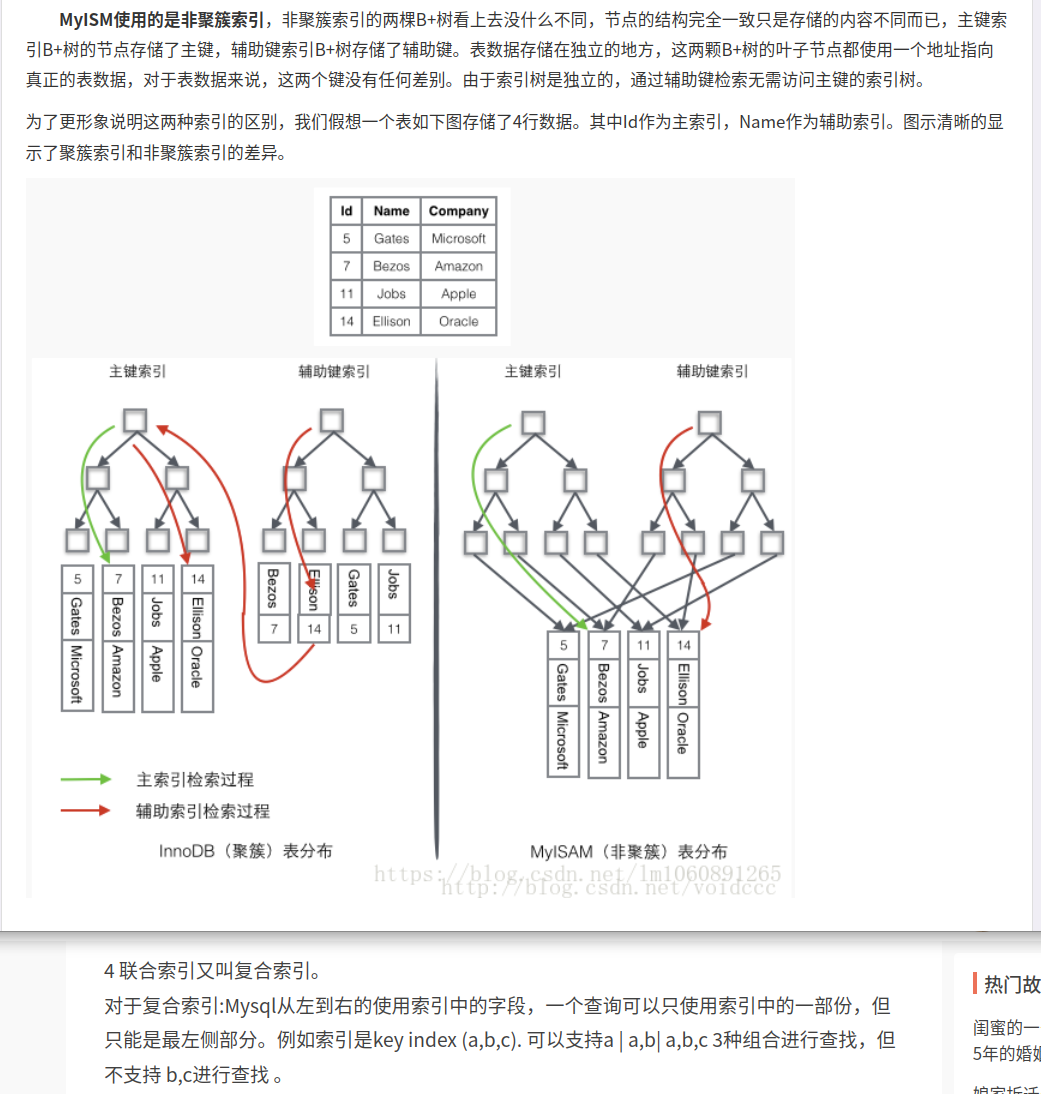 MyISM使用的是非聚簇索引，非聚簇索引的两棵B+树看上去没什么不同，节点的结构完全一致只是存储的内容不同而已，主键索
引B+树的节点存储了主键，辅助键索引B+树存储了辅助键。表数据存储在独立的地方，这两颗B+树的叶子节点都使用一个地址指向
真正的表数据，对于表数据来说，这两个键没有任何差别。由于索引树是独立的，通过辅助键检索无需访问主键的索引树。
为了更形象说明这两种索引的区别，我们假想一个表如下图存储了4行数据。其中Id作为主索引，Name作为辅助索引。图示清晰的显
示了聚簇索引和非聚簇索引的差异。
Id Name Company
5 Gates Microsoft
7 Bezos Amazon
11 Jobs Apple
14 Ellison Oracle
主键索引 辅助键索引 主键索引 辅助键索引
5 7 11 14
Gates Bezos Jobs Ellison
Microsoft Amazon Apple Oracle
Bezos Ellison Gates Jobs
7 14 5 11
5 7 11 14
Gates Bezos Jobs Ellison
Microsoft Amazon Apple Oracle
主索引检索过程
辅助索引检索过程
InnoDB（聚簇）表分布 MyISAM（非聚簇）表分布
https://blog.csdn.net/lm1060891265
http://blog.csdn.net/voidccc
4 联合索引又叫复合索引。
对于复合索引:Mysql从左到右的使用索引中的字段，一个查询可以只使用索引中的一部份，但
只能是最左侧部分。例如索引是key index (a,b,c). 可以支持a | a,b| a,b,c 3种组合进行查找，但
不支持 b,c进行查找 。
热门故
闺蜜的一
5年的婚姻